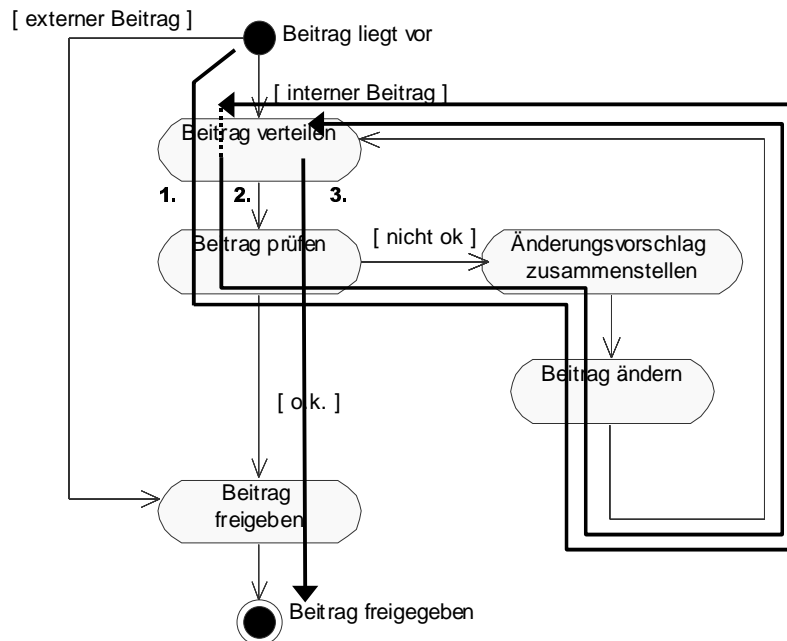 [ externer Beitrag ]
Beitrag liegt vor
[ interner Beitrag ]
Beitrag verteilen
1.
2.
3.
Beitrag prüfen
[ nicht ok ]
Änderungsvorschlag
zusammenstellen
Beitrag ändern
[ o.k. ]
Beitrag
freigeben
Beitrag freigegeben